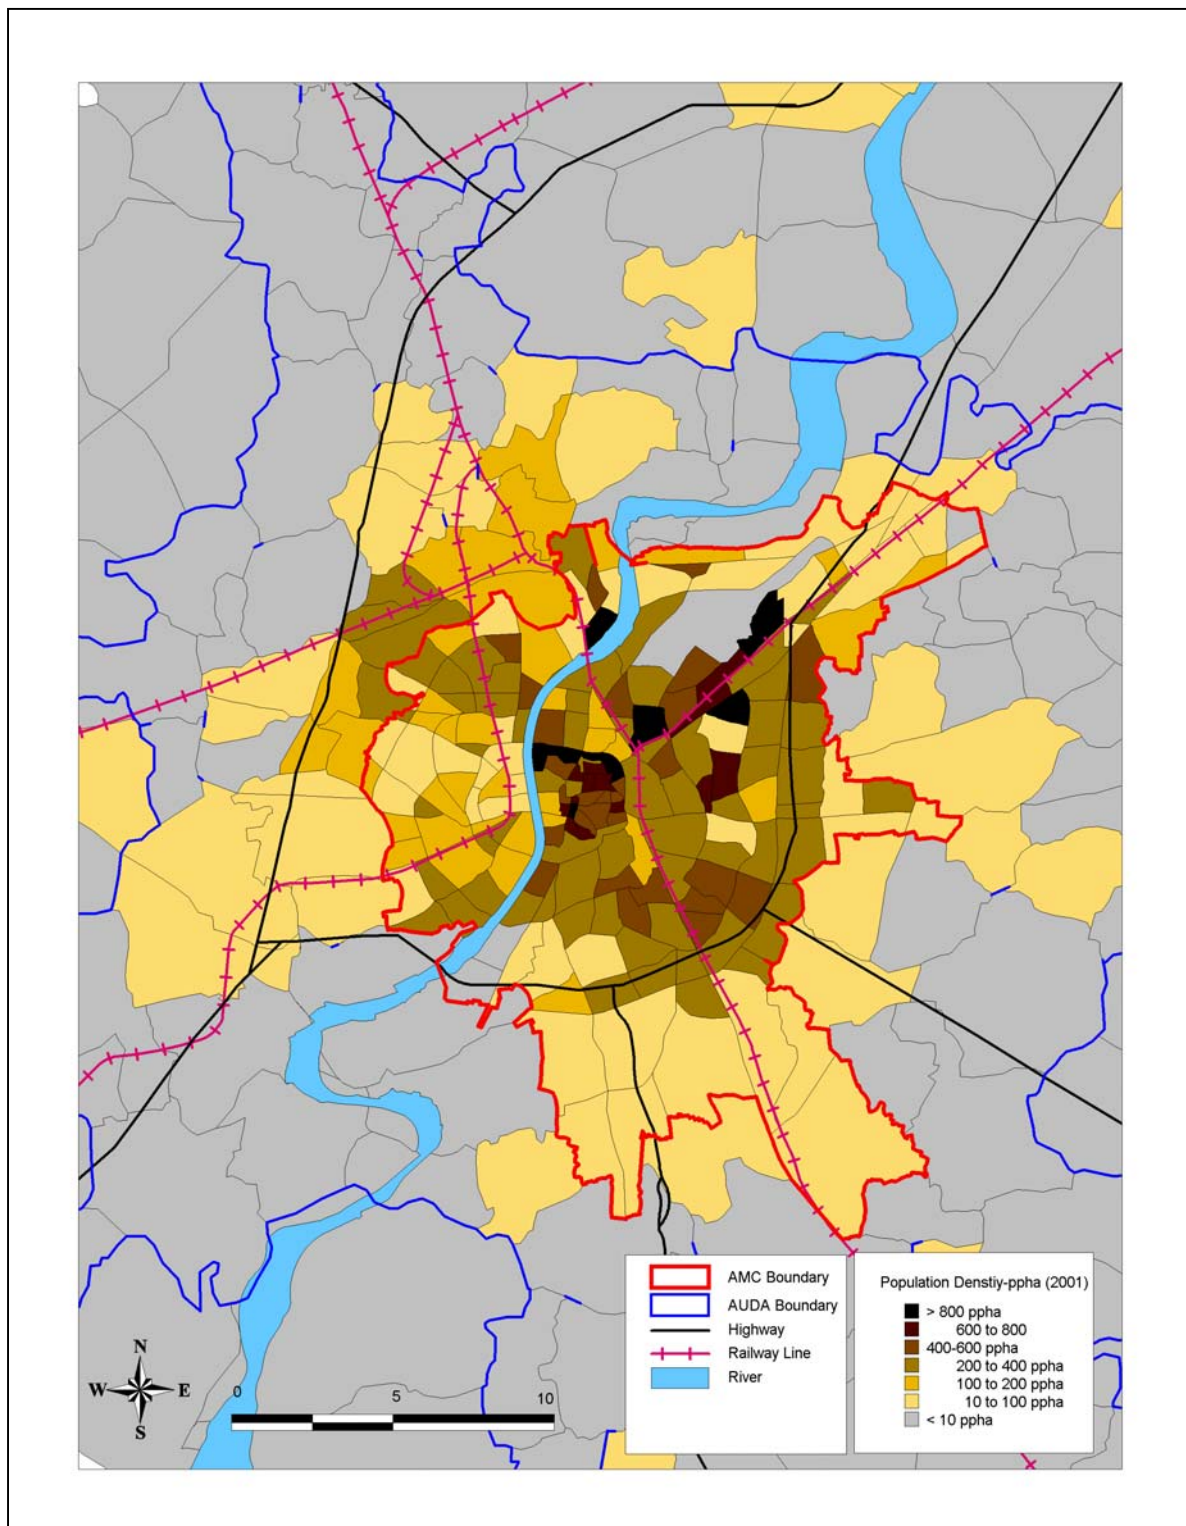 N
W E
S
0 5 10
AMC Boundary
AUDA Boundary
Highway
Railway Line
River
Population Denstiy-ppha (2001)
> 800 ppha
600 to 800
400-600 ppha
200 to 400 ppha
100 to 200 ppha
10 to 100 ppha
< 10 ppha